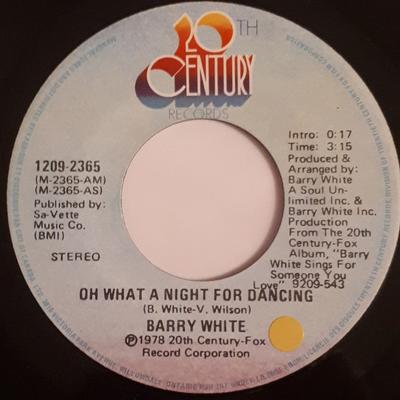 20TH
CENTURY
RECORDS
1209-2365
(M-2365-AM)
(M-2365-AS)
Published by:
Sa-Vette
Music Co.
(BMI)
STEREO
Intro: 0:17
Time: 3:15
Produced &
Arranged by:
Barry White
A Soul Un-
limited Inc. &
Barry White Inc.
Production
From The 20th
Century-Fox
Album, "Barry
White Sings For
Someone You
Love" 9209-543
OH WHAT A NIGHT FOR DANCING
(B. White-V. Wilson)
BARRY WHITE
Ⓟ1978 20th Century-Fox
Record Corporation